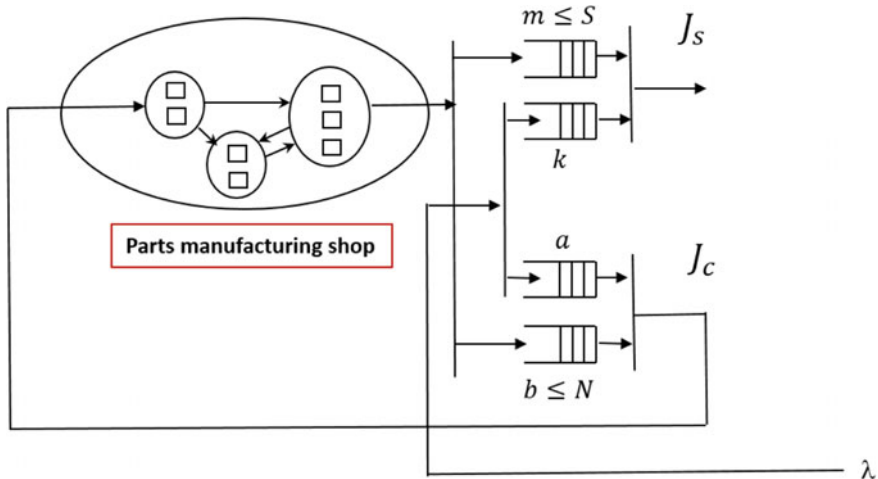 m ≤ S
J_s
k
Parts manufacturing shop
a
J_c
b ≤ N
λ